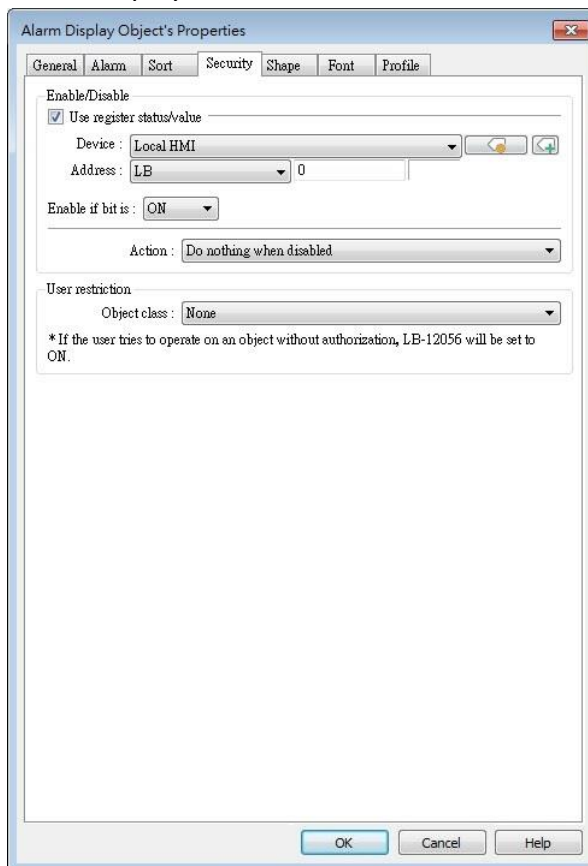 Alarm Display Object's Properties
General Alarm Sort Security Shape Font Profile
Enable/Disable
Use register status/value
Device : Local HMI
Address : LB 0
Enable if bit is : ON
Action : Do nothing when disabled
User restriction
Object class : None
* If the user tries to operate on an object without authorization, LB-12056 will be set to
ON.
OK Cancel Help